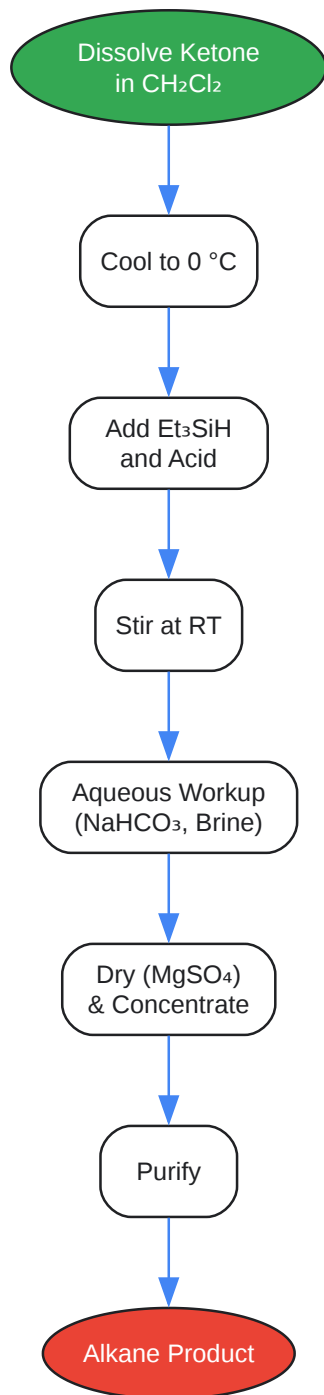 Dissolve Ketone
in CH₂Cl₂
Cool to 0 °C
Add Et₃SiH
and Acid
Stir at RT
Aqueous Workup
(NaHCO₃, Brine)
Dry (MgSO₄)
& Concentrate
Purify
Alkane Product